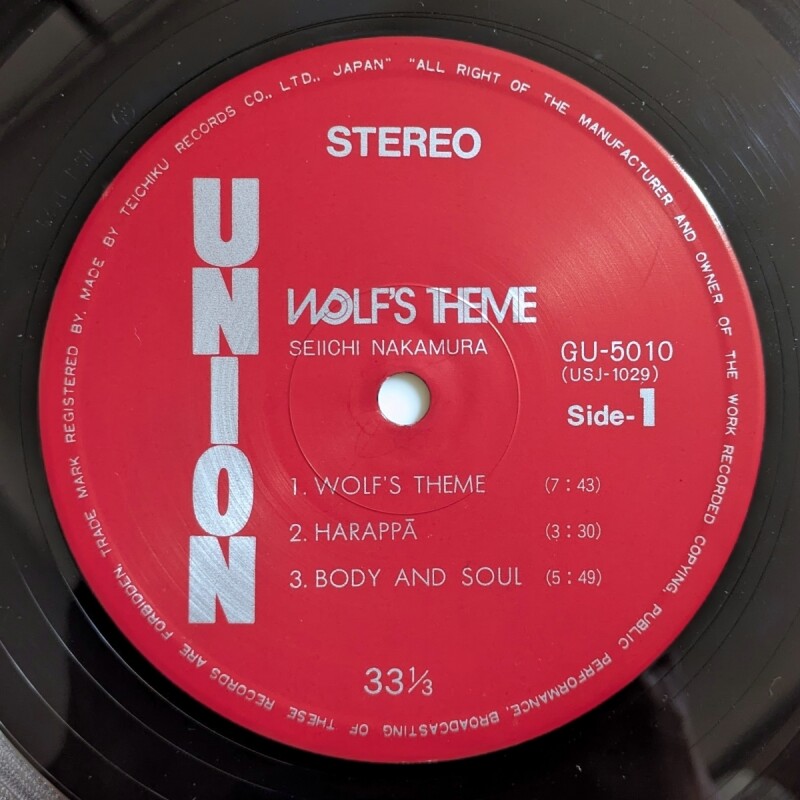 STEREO
UNION
WOLF'S THEME
SEIICHI NAKAMURA
GU-5010
(USJ-1029)
Side-1
1. WOLF'S THEME (7:43)
2. HARAPPĀ (3:30)
3. BODY AND SOUL (5:49)
33⅓
TRADE MARK REGISTERED BY. MADE BY TEICHIKU RECORDS CO., LTD., JAPAN" "ALL RIGHT OF THE MANUFACTURER AND OWNER OF THE WORK RECORDED COPYING, PUBLIC PERFORMANCE, BROADCASTING OF THESE RECORDS ARE FORBIDDEN.